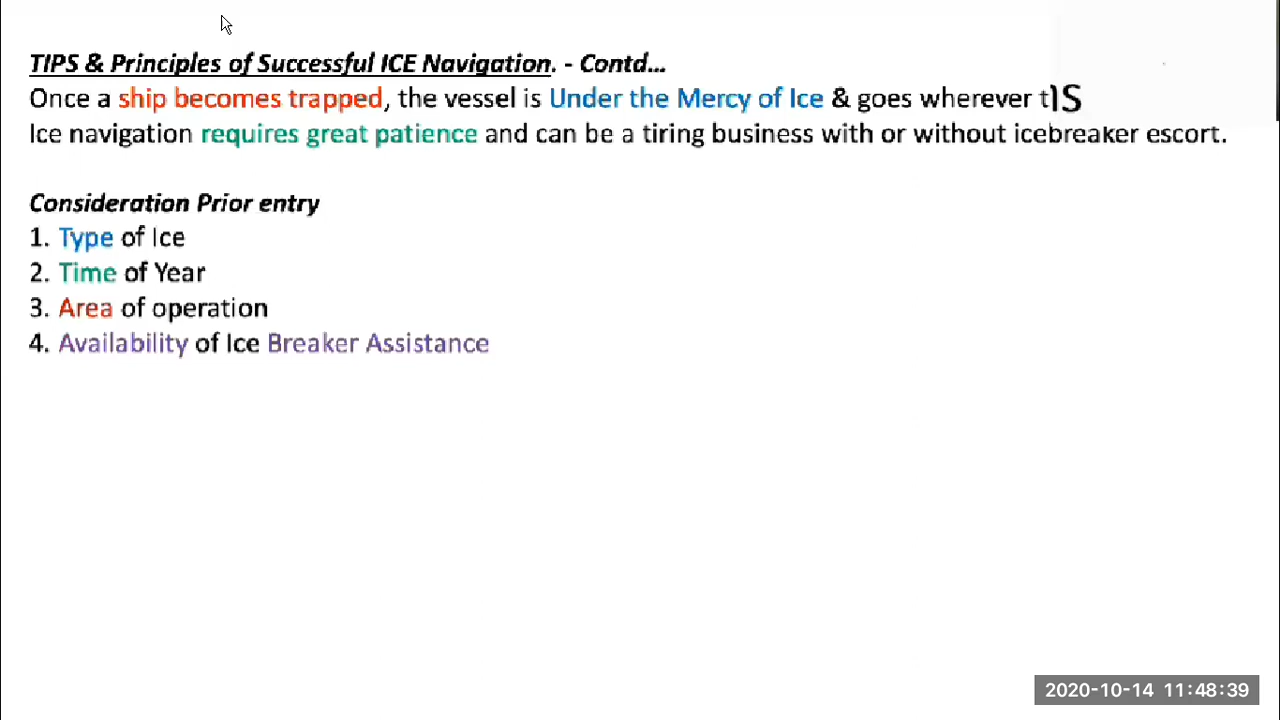 TIPS & Principles of Successful ICE Navigation. - Contd...
Once a ship becomes trapped, the vessel is Under the Mercy of Ice & goes wherever
Ice navigation requires great patience and can be a tiring business with or without icebreaker escort.
Consideration Prior entry
1. Type of Ice
2. Time of Year
3. Area of operation
4. Availability of Ice Breaker Assistance
2020-10-14 11:48:39